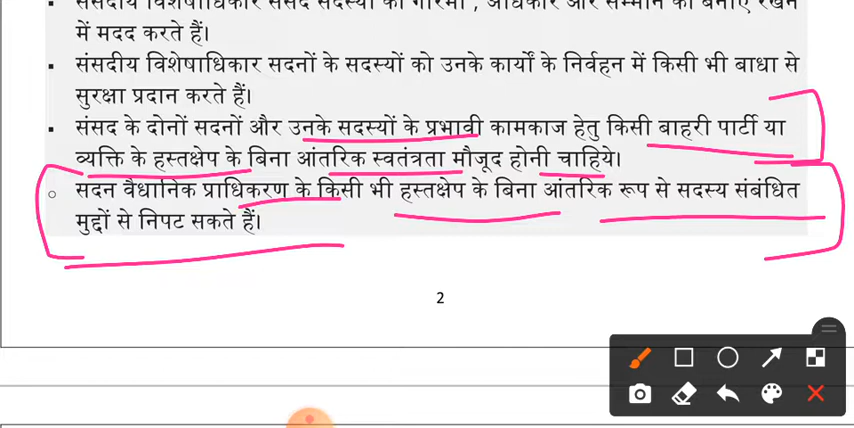 ▪ संसदीय विशेषाधिकार संसद सदस्यों की गरिमा , अधिकार और सम्मान को बनाए रखने
में मदद करते हैं।
▪ संसदीय विशेषाधिकार सदनों के सदस्यों को उनके कार्यों के निर्वहन में किसी भी बाधा से
सुरक्षा प्रदान करते हैं।
▪ संसद के दोनों सदनों और उनके सदस्यों के प्रभावी कामकाज हेतु किसी बाहरी पार्टी या
व्यक्ति के हस्तक्षेप के बिना आंतरिक स्वतंत्रता मौजूद होनी चाहिये।
○ सदन वैधानिक प्राधिकरण के किसी भी हस्तक्षेप के बिना आंतरिक रूप से सदस्य संबंधित
मुद्दों से निपट सकते हैं।
2